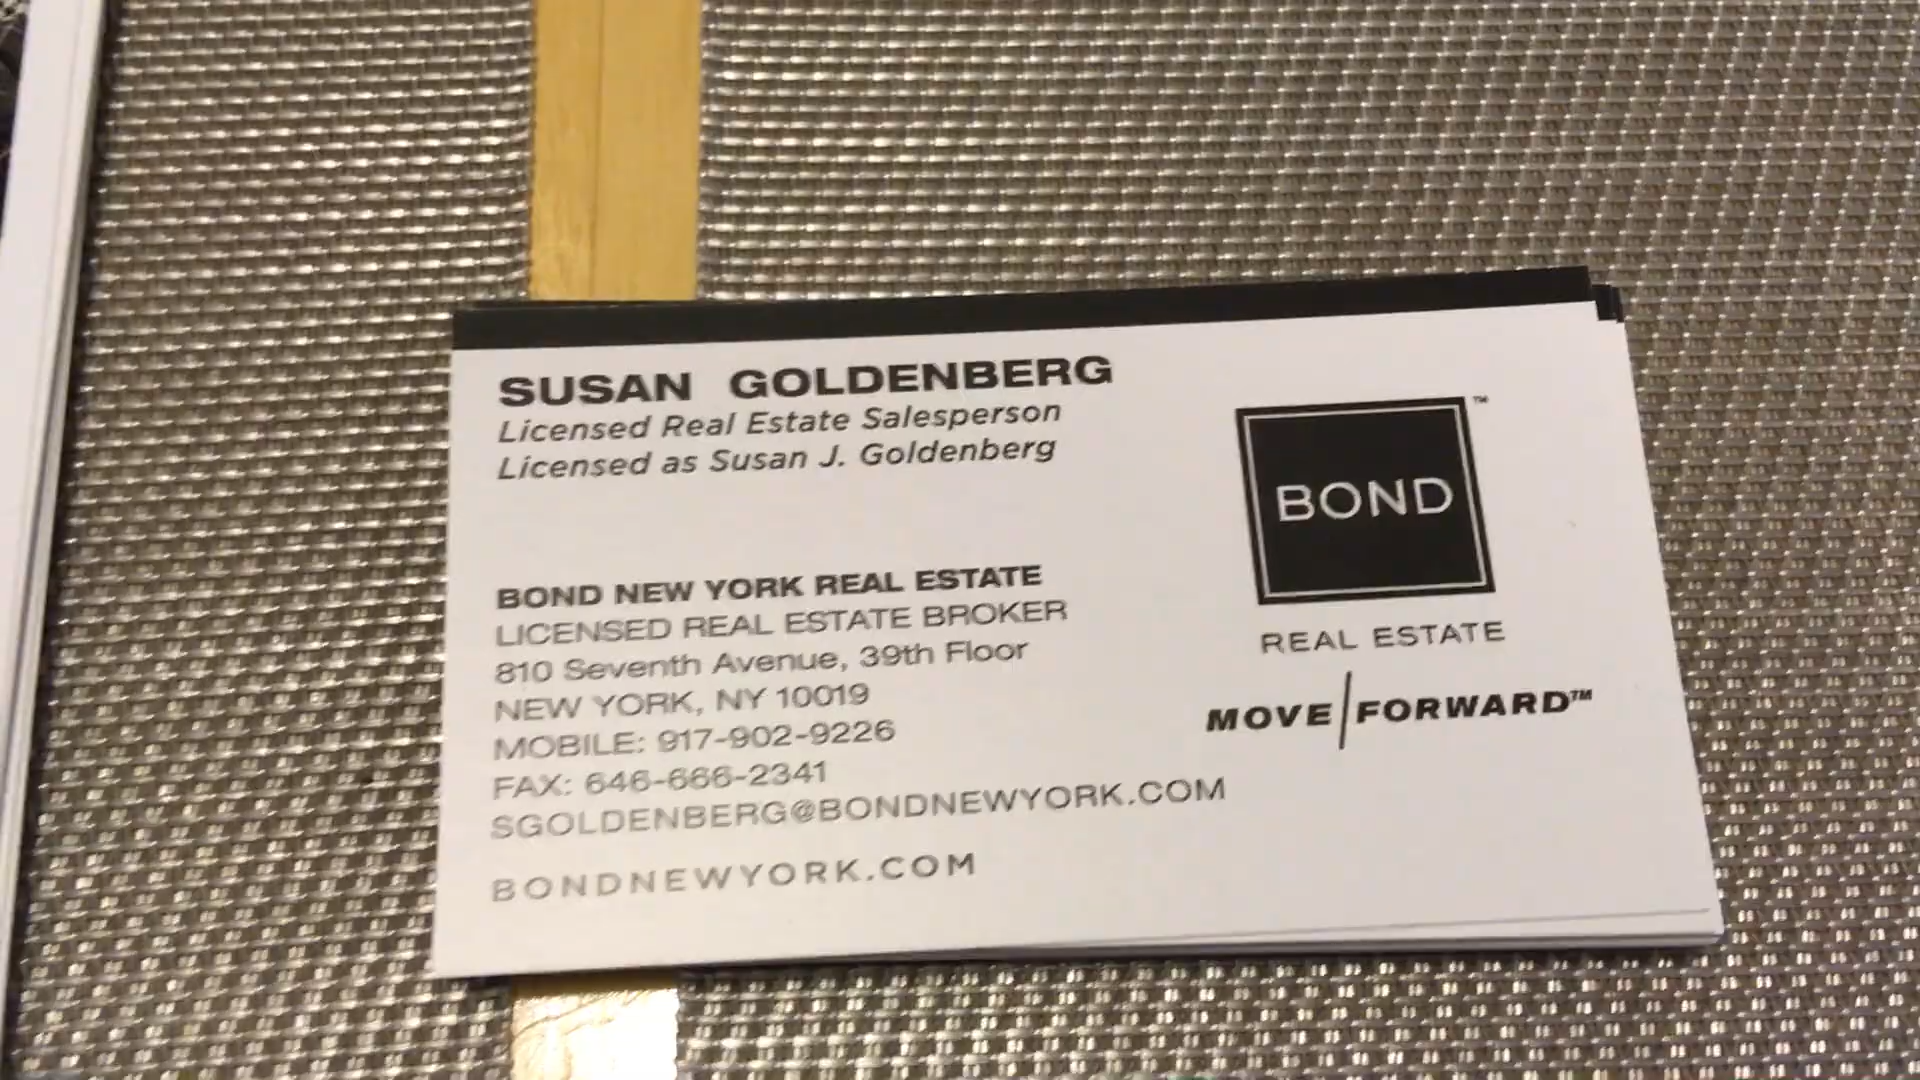 SUSAN GOLDENBERG
Licensed Real Estate Salesperson
Licensed as Susan J. Goldenberg
BOND NEW YORK REAL ESTATE
LICENSED REAL ESTATE BROKER
810 Seventh Avenue, 39th Floor
NEW YORK, NY 10019
MOBILE: 917-902-9226
FAX: 646-666-2341
SGOLDENBERG@BONDNEWYORK.COM
BONDNEWYORK.COM
BOND™
REAL ESTATE
MOVE/FORWARD™